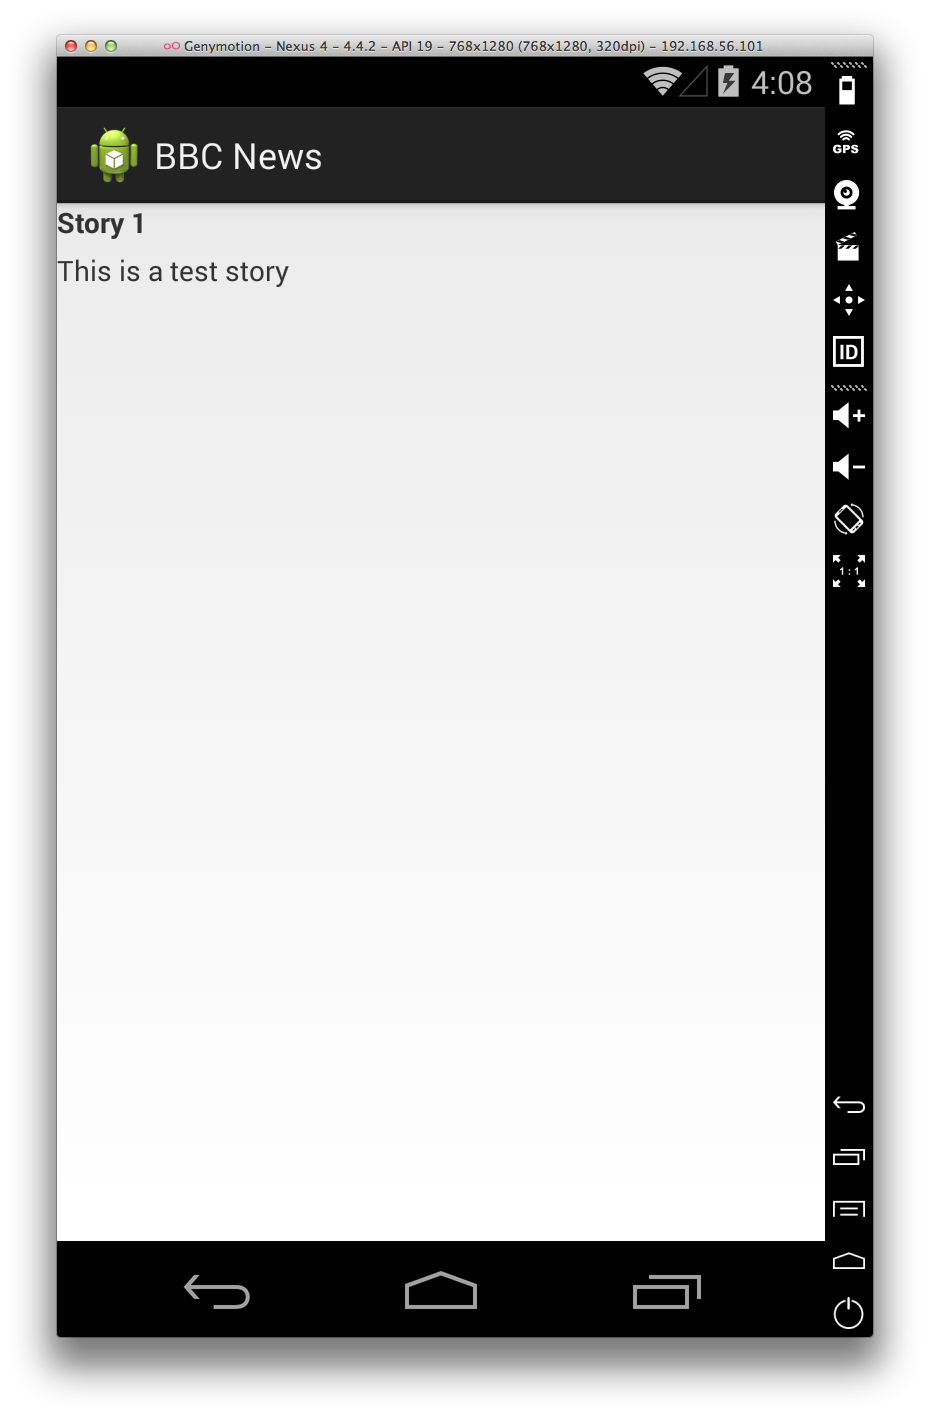 Genymotion – Nexus 4 – 4.4.2 – API 19 – 768x1280 (768x1280, 320dpi) – 192.168.56.101
4:08
BBC News
Story 1
This is a test story
GPS
ID
1 : 1